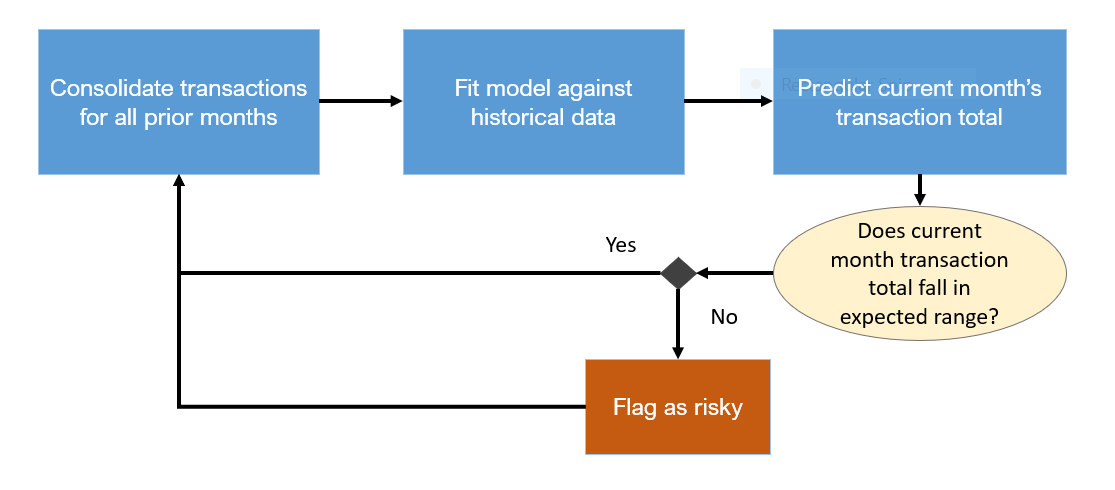 Consolidate transactions
for all prior months
Fit model against
historical data
Predict current month's
transaction total
Does current
month transaction
total fall in
expected range?
Yes
No
Flag as risky